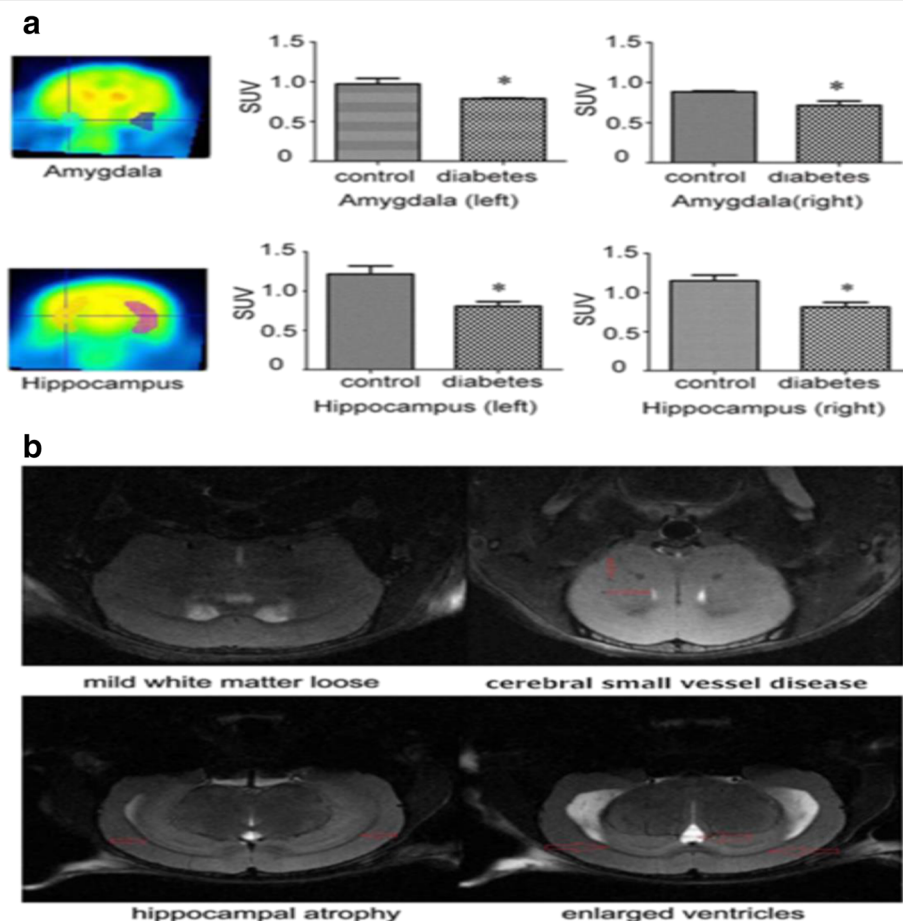 a
1.5
1.0
0.5
0
SUV
*
control diabetes
Amygdala (left)
1.5
1.0
0.5
0
SUV
*
control diabetes
Amygdala(right)
Amygdala
1.5
1.0
0.5
0
SUV
*
control diabetes
Hippocampus (left)
1.5
1.0
0.5
0
SUV
*
control diabetes
Hippocampus (right)
Hippocampus
b
mild white matter loose
cerebral small vessel disease
hippocampal atrophy
enlarged ventricles